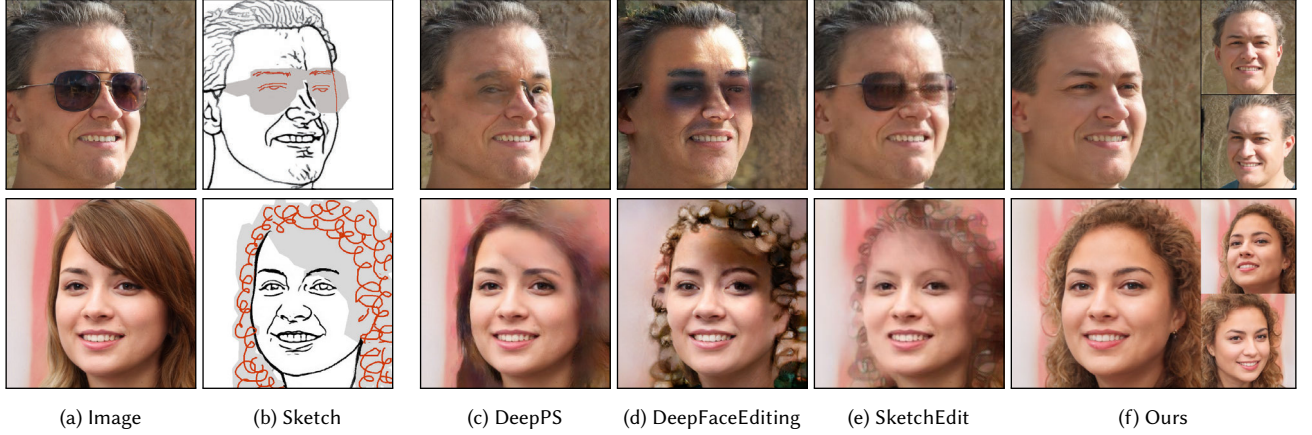 (a) Image
(b) Sketch
(c) DeepPS
(d) DeepFaceEditing
(e) SketchEdit
(f) Ours